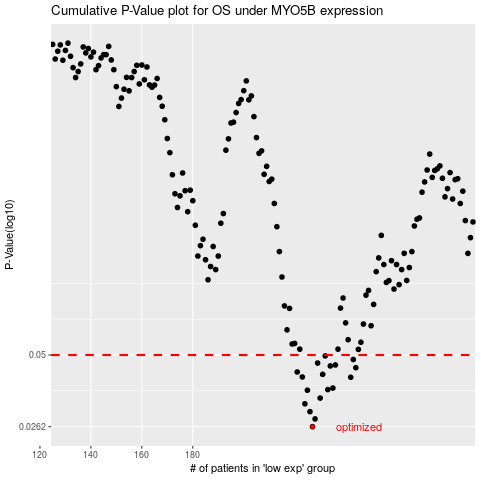 Cumulative P-Value plot for OS under MYO5B expression
P-Value(log10)
0.05
0.0262
optimized
120 140 160 180
# of patients in 'low exp' group